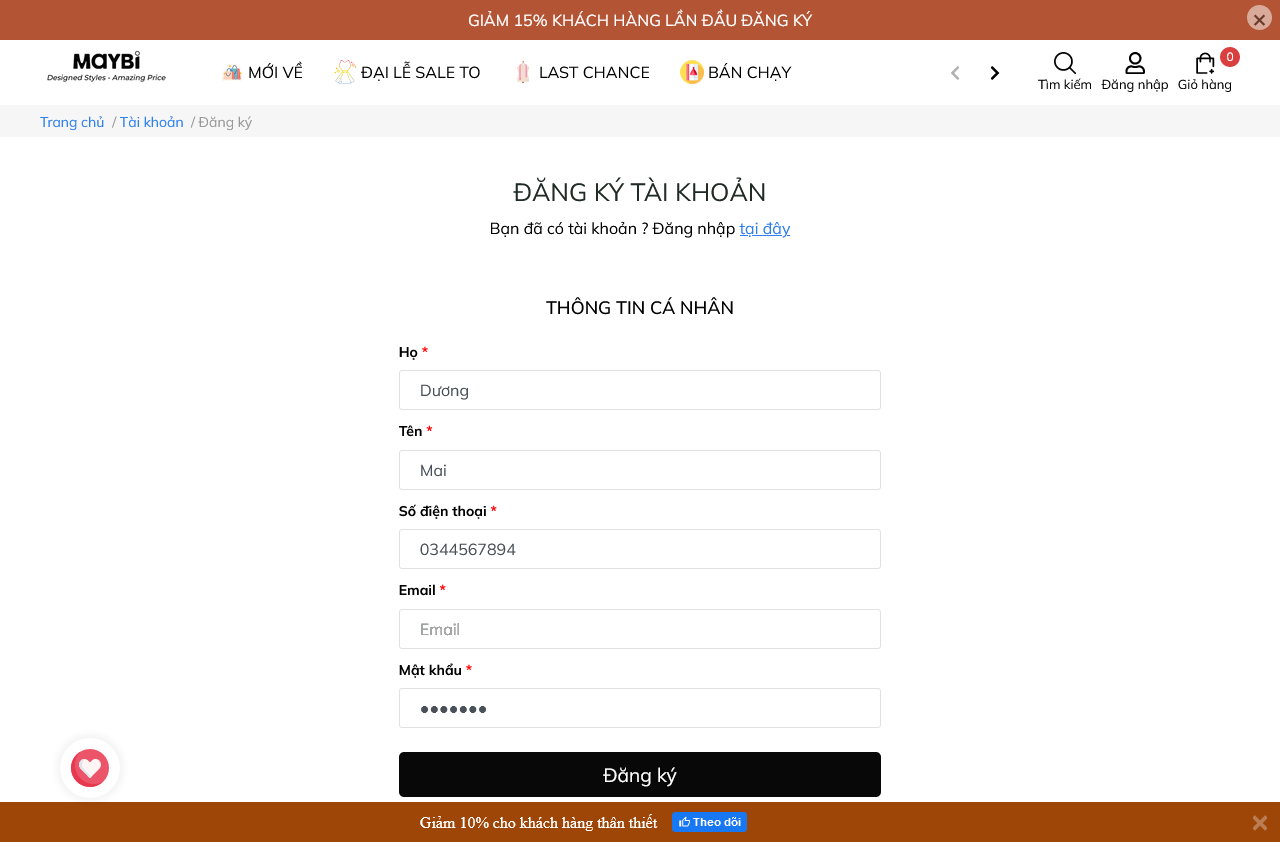 GIẢM 15% KHÁCH HÀNG LẦN ĐẦU ĐĂNG KÝ
MAYBI
Designed Styles - Amazing Price
MỚI VỀ
ĐẠI LỄ SALE TO
LAST CHANCE
BÁN CHẠY
Tìm kiếm
Đăng nhập
Giỏ hàng
0
Trang chủ / Tài khoản / Đăng ký
ĐĂNG KÝ TÀI KHOẢN
Bạn đã có tài khoản ? Đăng nhập tại đây
THÔNG TIN CÁ NHÂN
Họ *
Dương
Tên *
Mai
Số điện thoại *
0344567894
Email *
Email
Mật khẩu *
•••••••
Đăng ký
Giảm 10% cho khách hàng thân thiết
Theo dõi